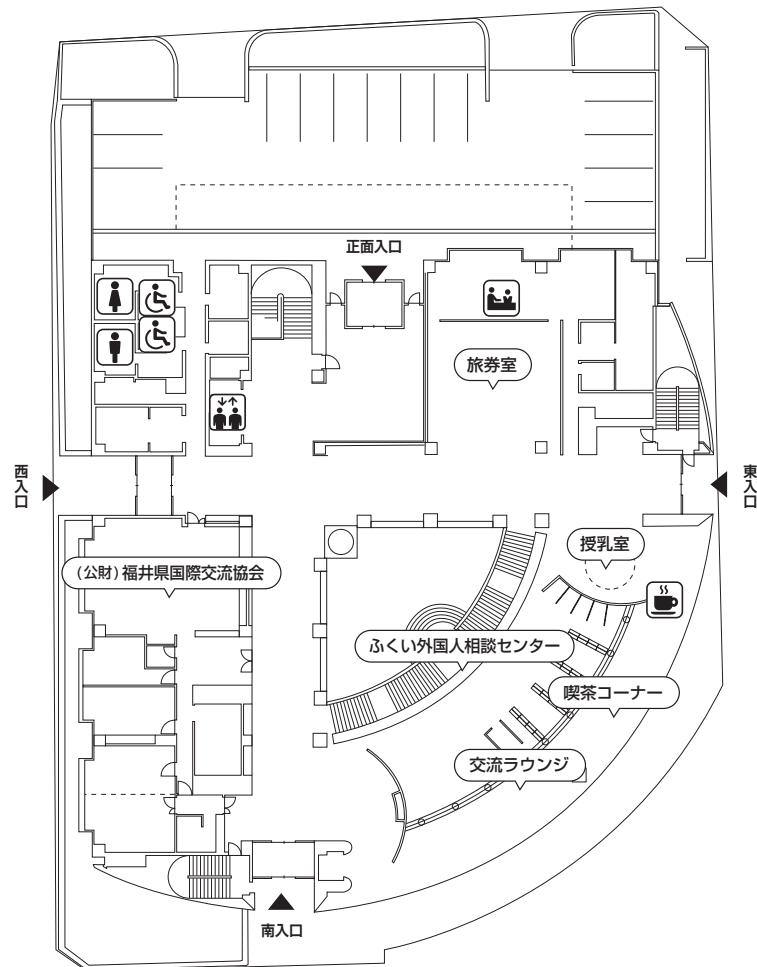 正面入口
旅券室
西入口
東入口
授乳室
(公財)福井県国際交流協会
ふくい外国人相談センター
喫茶コーナー
交流ラウンジ
南入口